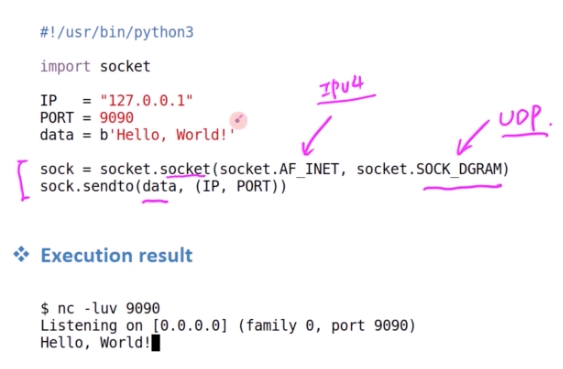 #!/usr/bin/python3
import socket
IPv4
IP   = "127.0.0.1"
PORT = 9090
data = b'Hello, World!'
UDP.
sock = socket.socket(socket.AF_INET, socket.SOCK_DGRAM)
sock.sendto(data, (IP, PORT))
❖ Execution result
$ nc -luv 9090
Listening on [0.0.0.0] (family 0, port 9090)
Hello, World!